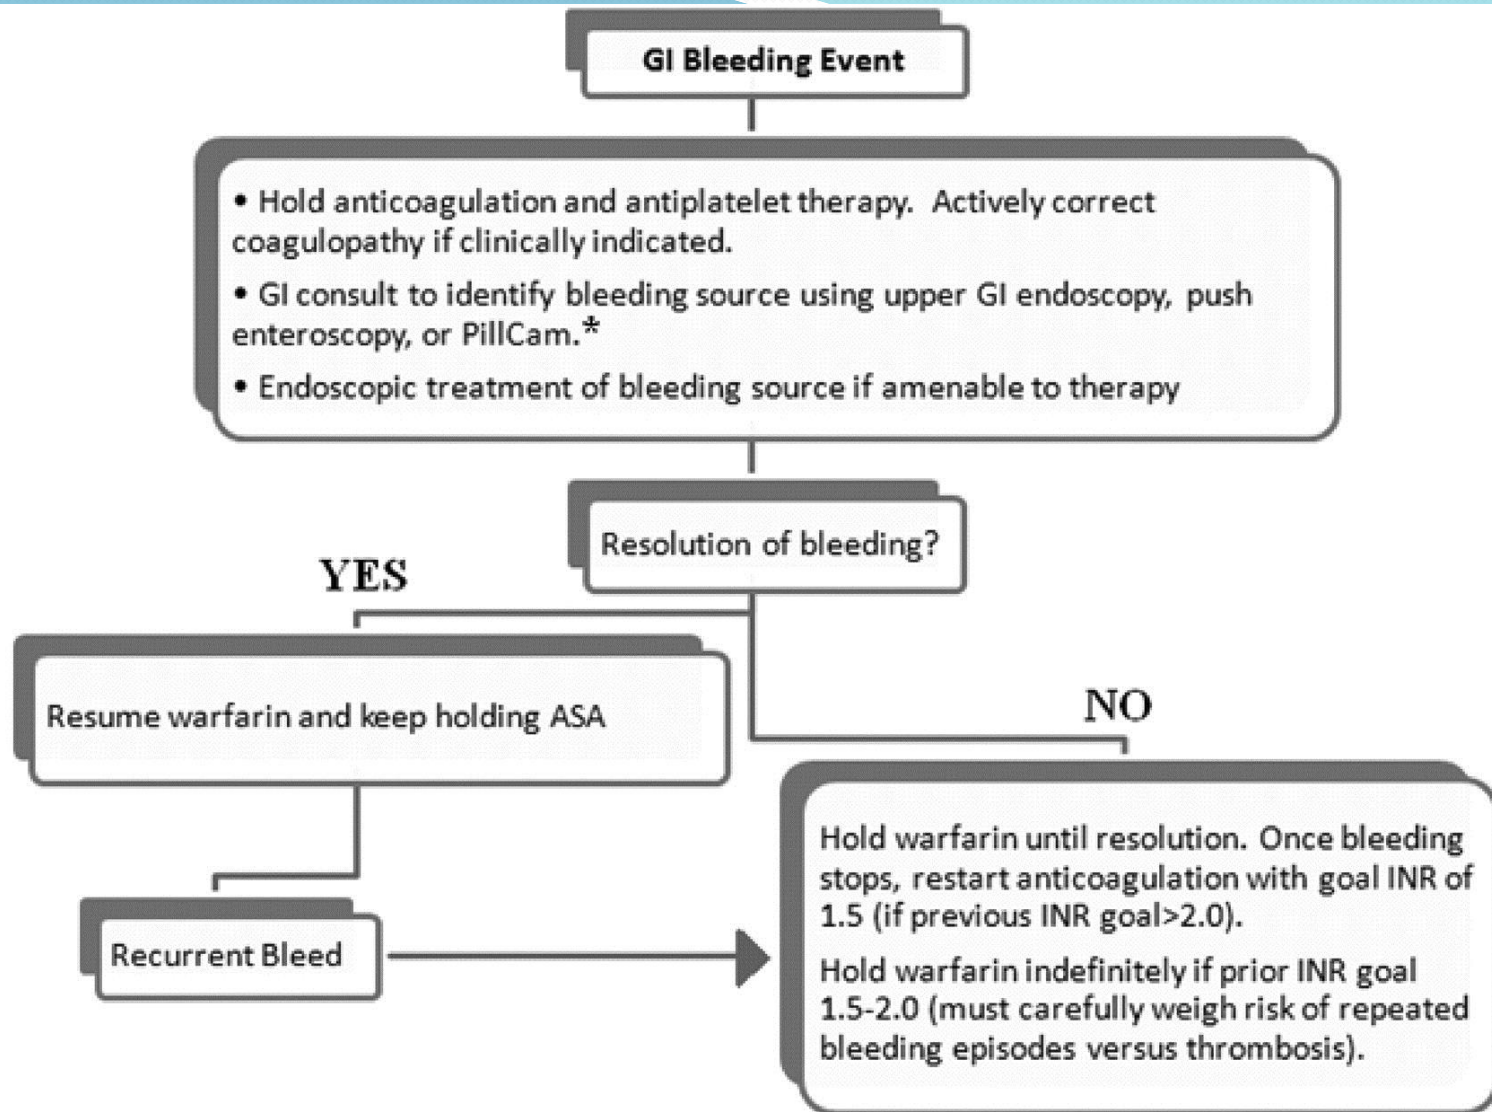 GI Bleeding Event
• Hold anticoagulation and antiplatelet therapy.  Actively correct
coagulopathy if clinically indicated.
• GI consult to identify bleeding source using upper GI endoscopy, push
enteroscopy, or PillCam.*
• Endoscopic treatment of bleeding source if amenable to therapy
Resolution of bleeding?
YES
Resume warfarin and keep holding ASA
NO
Recurrent Bleed
Hold warfarin until resolution. Once bleeding
stops, restart anticoagulation with goal INR of
1.5 (if previous INR goal>2.0).
Hold warfarin indefinitely if prior INR goal
1.5-2.0 (must carefully weigh risk of repeated
bleeding episodes versus thrombosis).